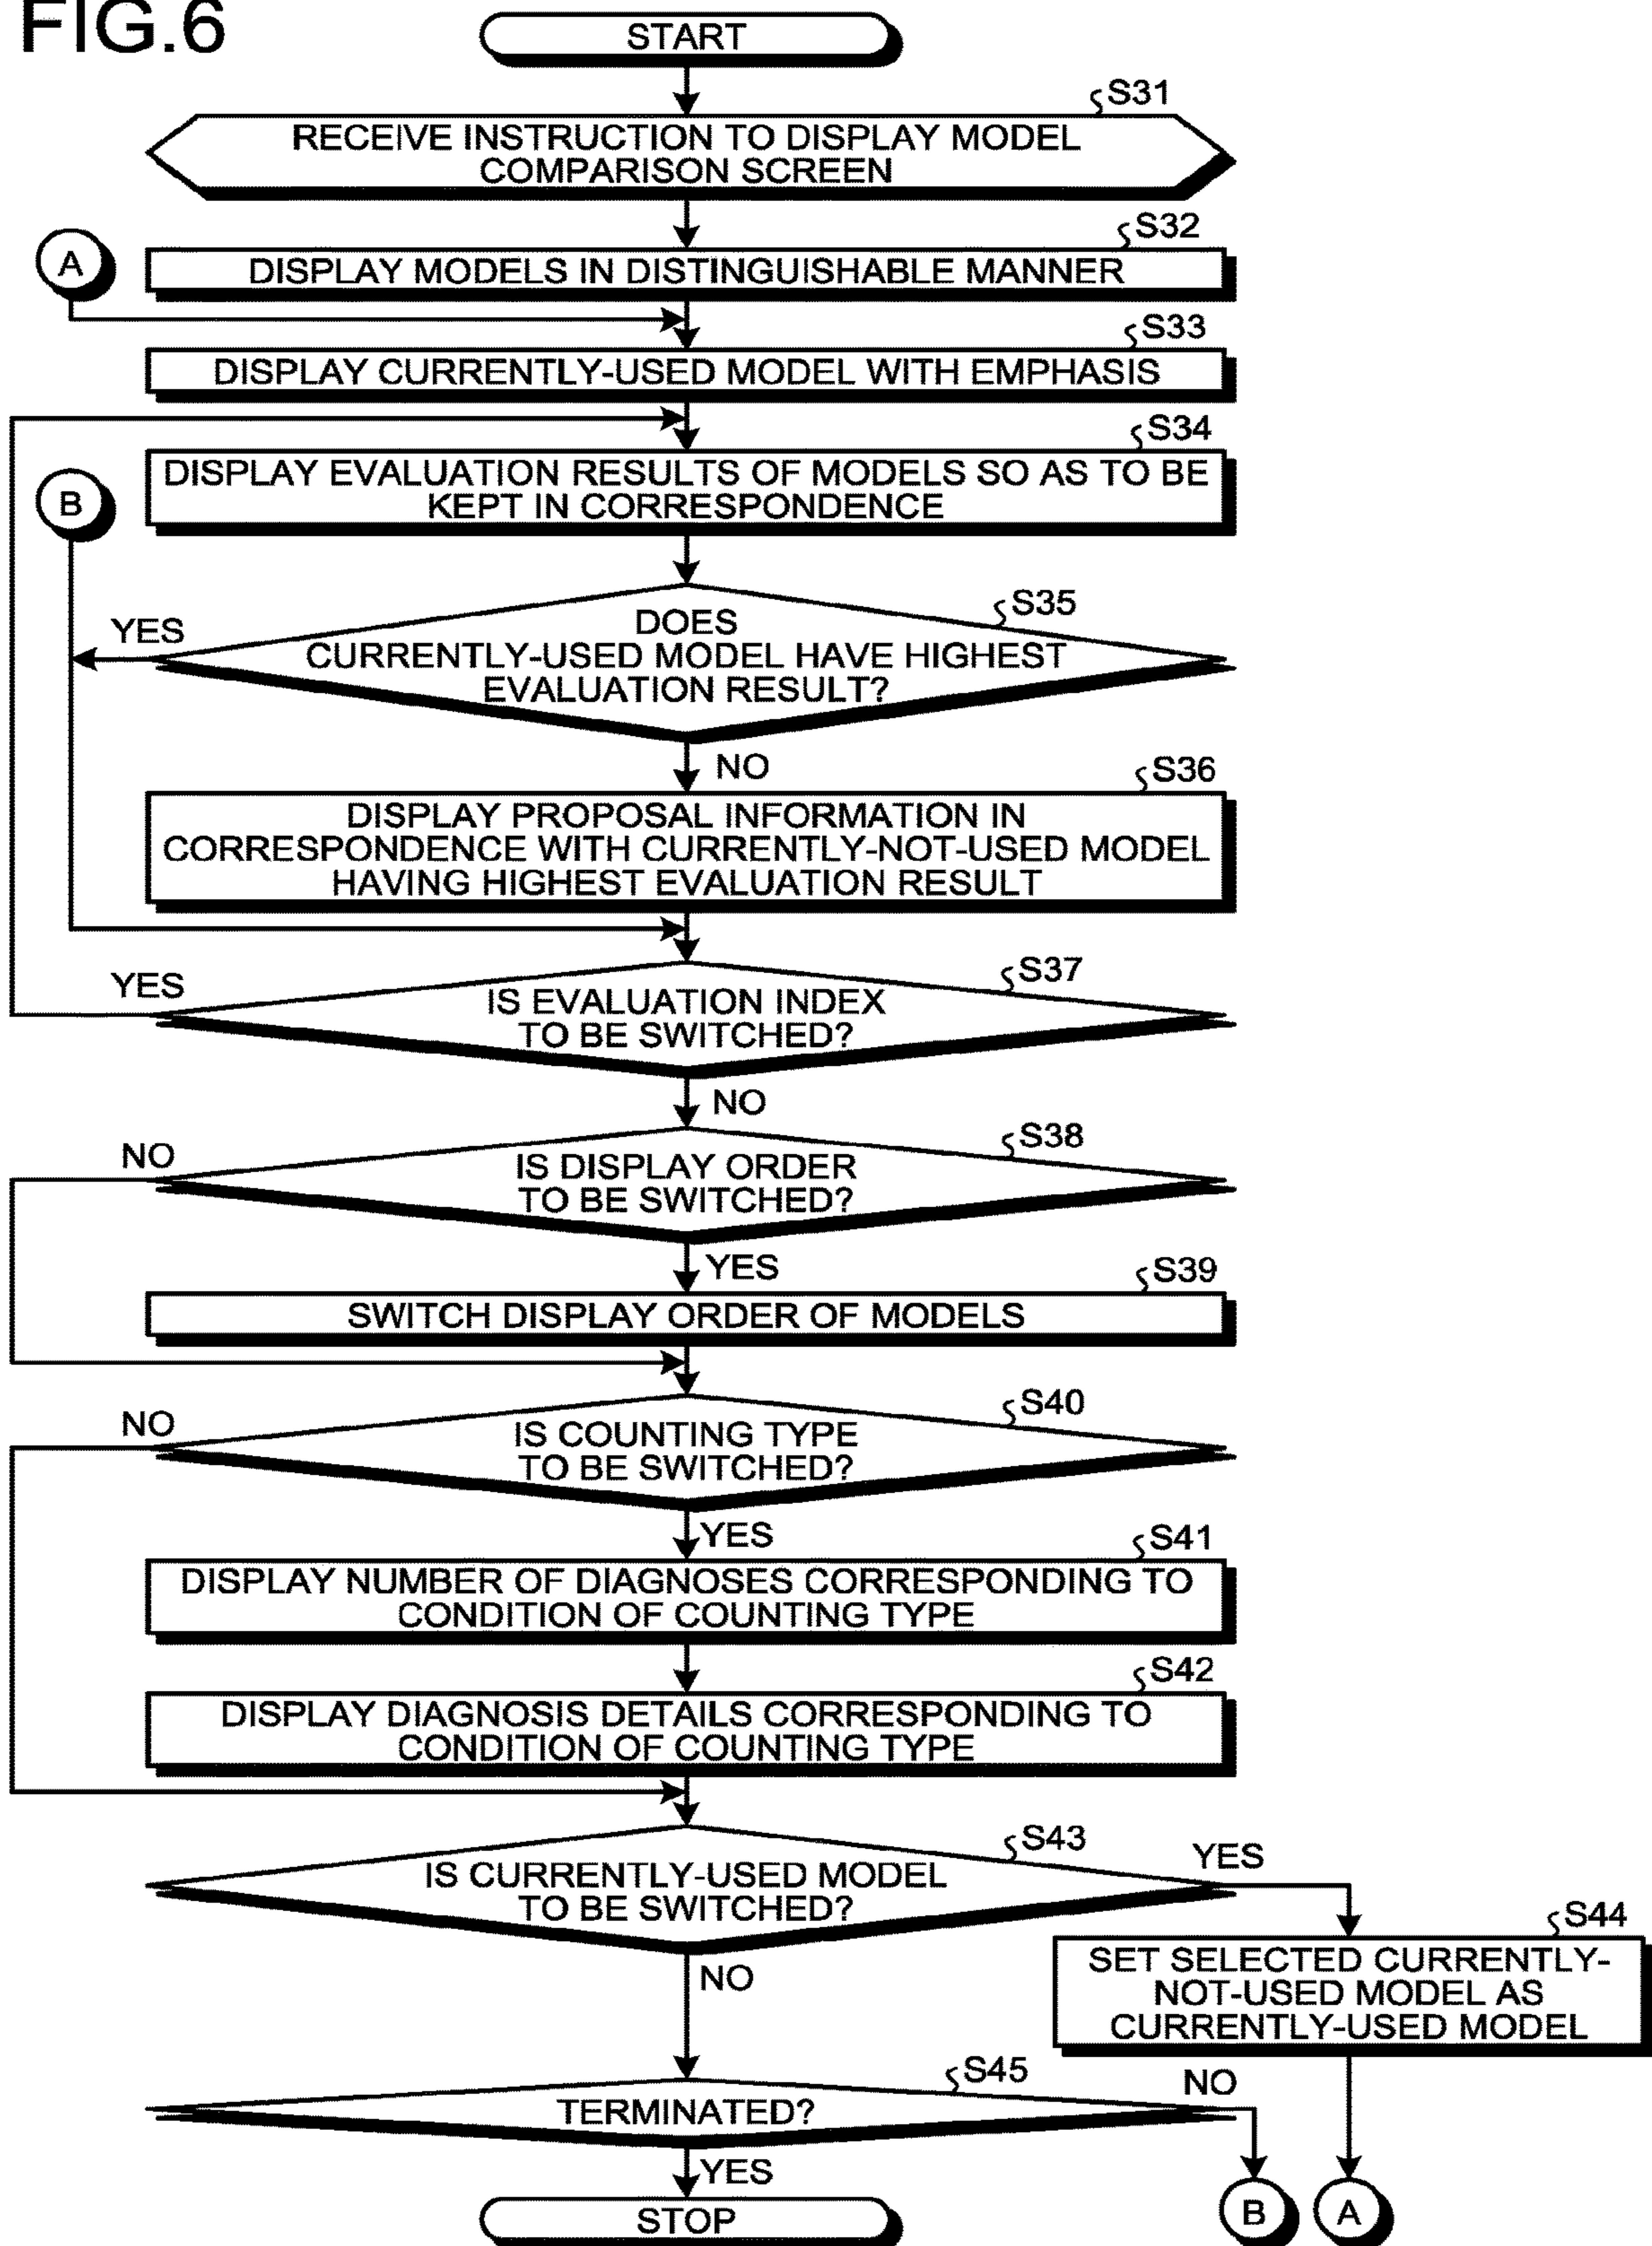 FIG.6
START
S31
RECEIVE INSTRUCTION TO DISPLAY MODEL
COMPARISON SCREEN
S32
A
DISPLAY MODELS IN DISTINGUISHABLE MANNER
S33
DISPLAY CURRENTLY-USED MODEL WITH EMPHASIS
S34
DISPLAY EVALUATION RESULTS OF MODELS SO AS TO BE
KEPT IN CORRESPONDENCE
B
S35
YES
DOES
CURRENTLY-USED MODEL HAVE HIGHEST
EVALUATION RESULT?
NO
S36
DISPLAY PROPOSAL INFORMATION IN
CORRESPONDENCE WITH CURRENTLY-NOT-USED MODEL
HAVING HIGHEST EVALUATION RESULT
S37
YES
IS EVALUATION INDEX
TO BE SWITCHED?
NO
S38
NO
IS DISPLAY ORDER
TO BE SWITCHED?
YES
S39
SWITCH DISPLAY ORDER OF MODELS
S40
NO
IS COUNTING TYPE
TO BE SWITCHED?
YES
S41
DISPLAY NUMBER OF DIAGNOSES CORRESPONDING TO
CONDITION OF COUNTING TYPE
S42
DISPLAY DIAGNOSIS DETAILS CORRESPONDING TO
CONDITION OF COUNTING TYPE
S43
YES
IS CURRENTLY-USED MODEL
TO BE SWITCHED?
S44
SET SELECTED CURRENTLY-
NOT-USED MODEL AS
CURRENTLY-USED MODEL
NO
S45
NO
TERMINATED?
YES
STOP
B
A